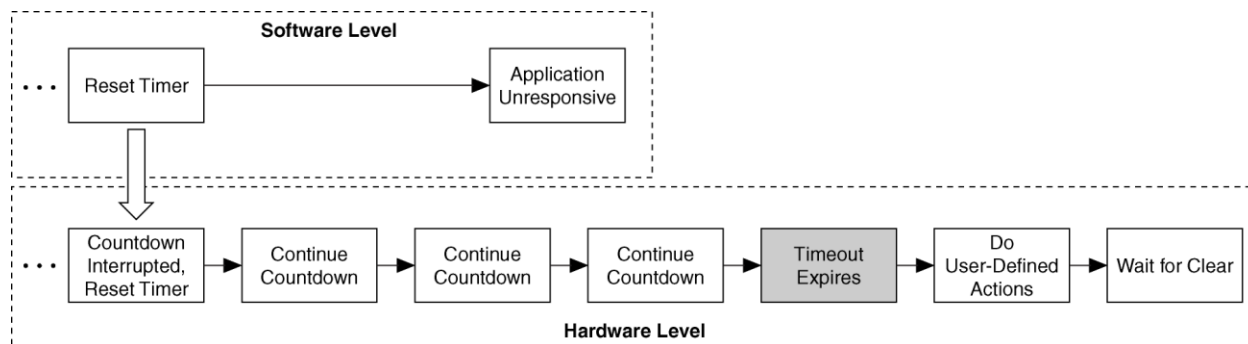 Software Level
• • •
Reset Timer
Application
Unresponsive
• • •
Countdown
Interrupted,
Reset Timer
Continue
Countdown
Continue
Countdown
Continue
Countdown
Timeout
Expires
Do
User-Defined
Actions
Wait for Clear
Hardware Level